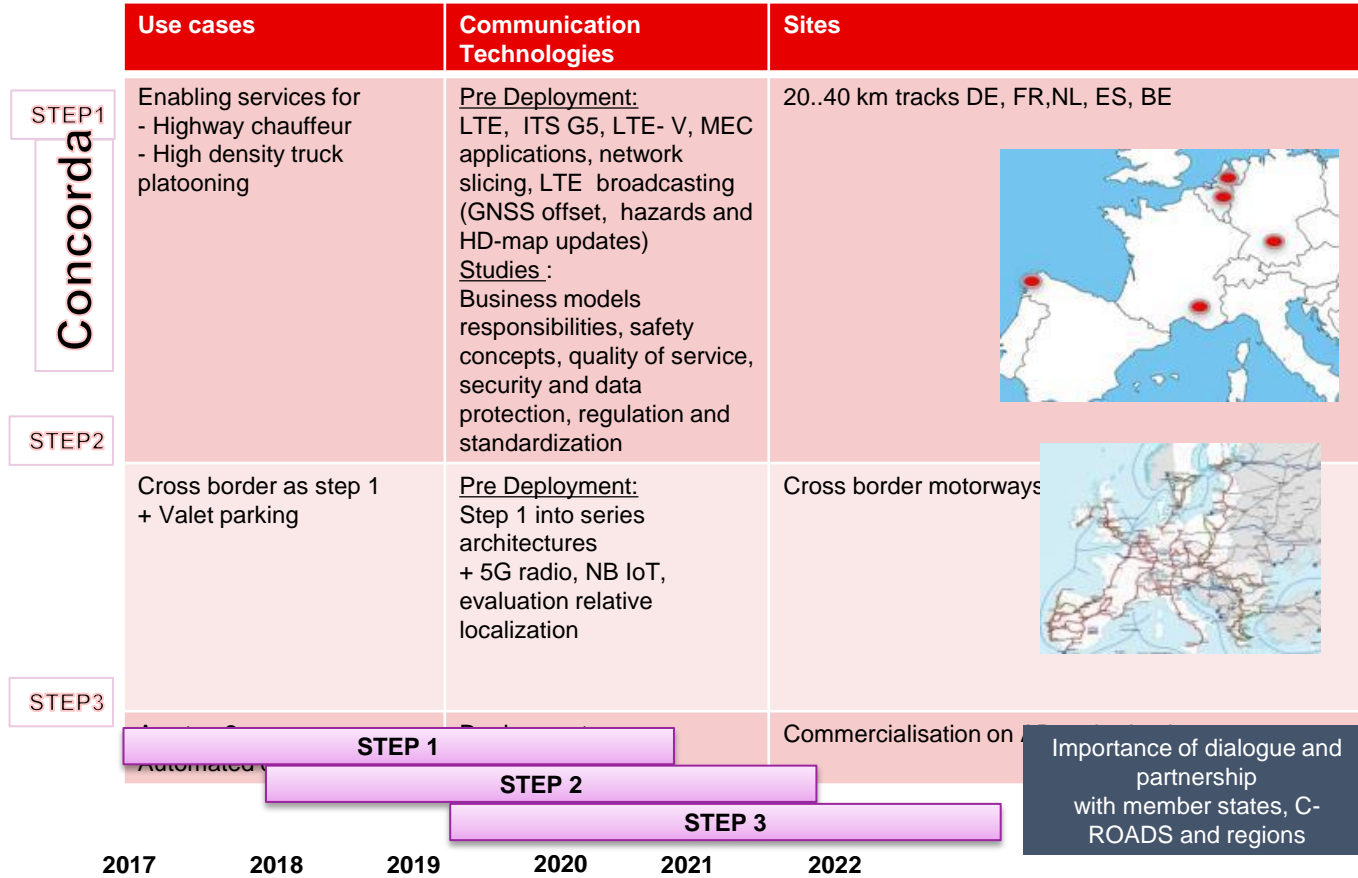 Use cases
Communication
Technologies
Sites
STEP1
Concorda
Enabling services for
- Highway chauffeur
- High density truck
platooning
Pre Deployment:
LTE, ITS G5, LTE- V, MEC
applications, network
slicing, LTE broadcasting
(GNSS offset, hazards and
HD-map updates)
Studies :
Business models
responsibilities, safety
concepts, quality of service,
security and data
protection, regulation and
standardization
20..40 km tracks DE, FR,NL, ES, BE
STEP2
Cross border as step 1
+ Valet parking
Pre Deployment:
Step 1 into series
architectures
+ 5G radio, NB IoT,
evaluation relative
localization
Cross border motorways
STEP3
Automated
Commercialisation on
STEP 1
STEP 2
STEP 3
Importance of dialogue and
partnership
with member states, C-
ROADS and regions
2017 2018 2019 2020 2021 2022